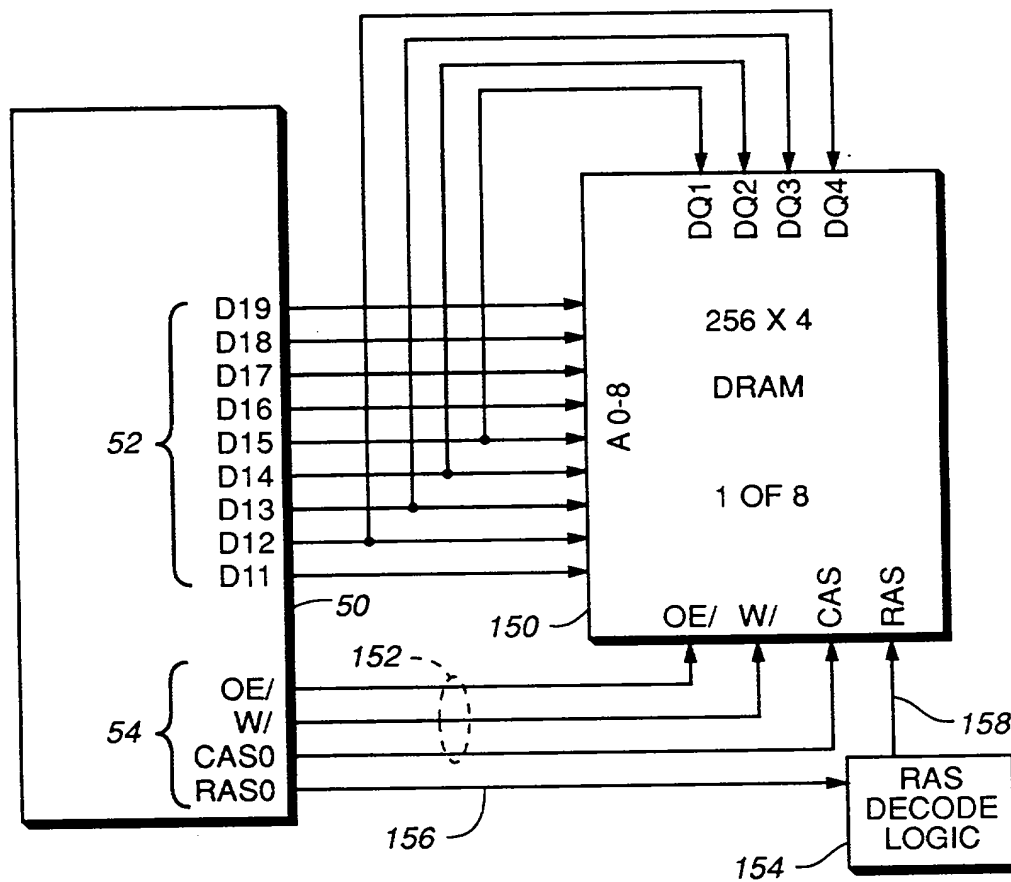 DQ1
DQ2
DQ3
DQ4
D19
D18
D17
D16
D15
D14
D13
D12
D11
52
256 X 4
DRAM
1 OF 8
A 0-8
50
150
OE/
W/
CAS
RAS
152
54
OE/
W/
CAS0
RAS0
156
158
RAS
DECODE
LOGIC
154